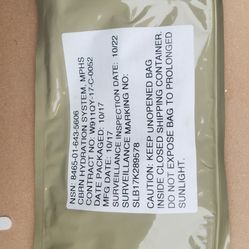 NSN: 8465-01-643-5606
CBRN HYDRATION SYSTEM, MPHS
CONTRACT NO. W911QY-17-C-0052
DATE PACKAGED: 10/17
MFG DATE: 10/17
SURVEILLANCE INSPECTION DATE: 10/22
SURVEILLANCE MARKING NO:
SLB17K289578
CAUTION: KEEP UNOPENED BAG
INSIDE CLOSED SHIPPING CONTAINER.
DO NOT EXPOSE BAG TO PROLONGED
SUNLIGHT.